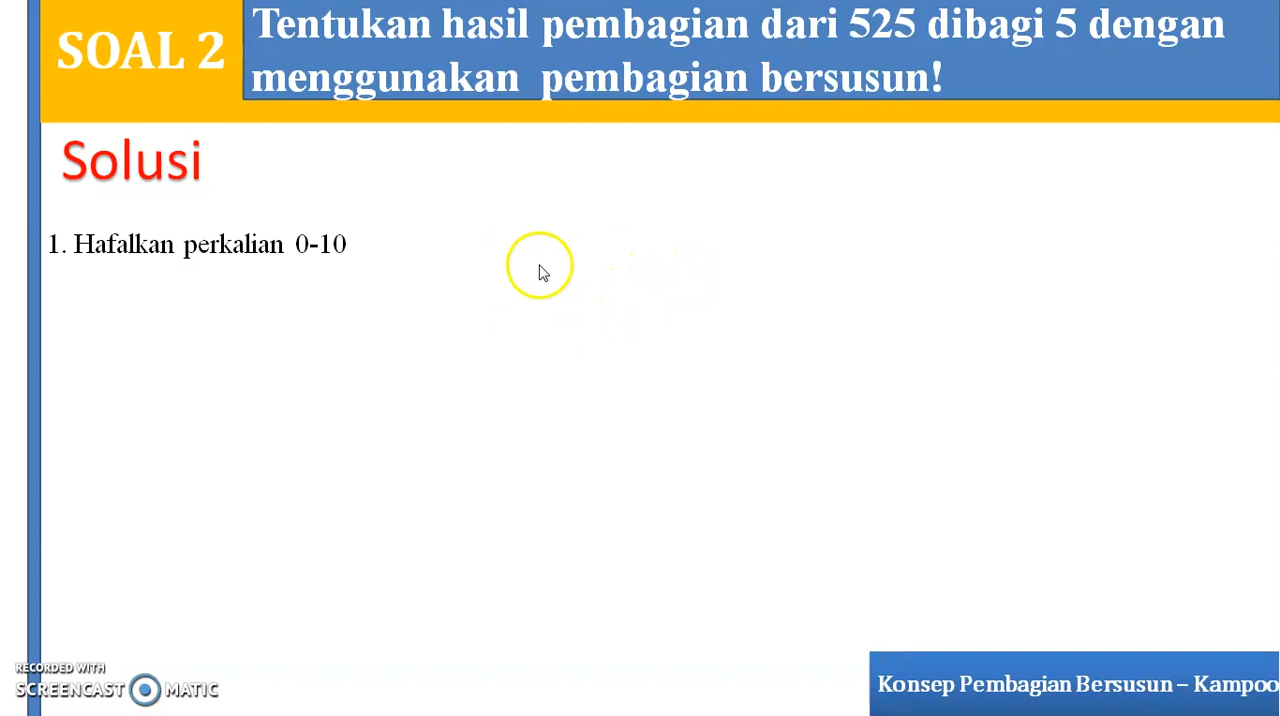 SOAL 2
Tentukan hasil pembagian dari 525 dibagi 5 dengan
menggunakan pembagian bersusun!
Solusi
1. Hafalkan perkalian 0-10
RECORDED WITH
SCREENCAST MATIC
Konsep Pembagian Bersusun – Kampoo